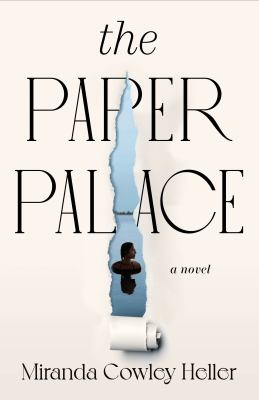 the
PAPER
PALACE
a novel
Miranda Cowley Heller